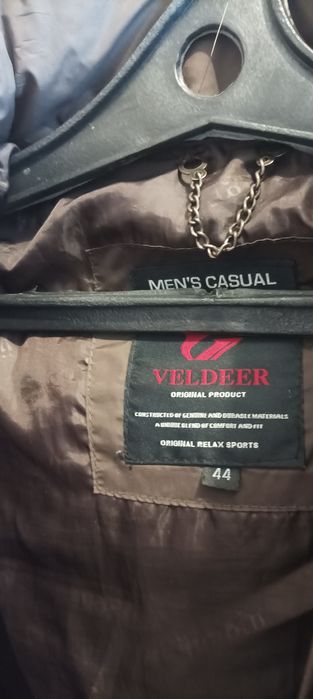 MEN'S CASUAL
VELDEER
ORIGINAL PRODUCT
CONSTRUCTED OF GENUINE AND DURABLE MATERIALS
A UNIQUE BLEND OF COMFORT AND FIT
ORIGINAL RELAX SPORTS
44